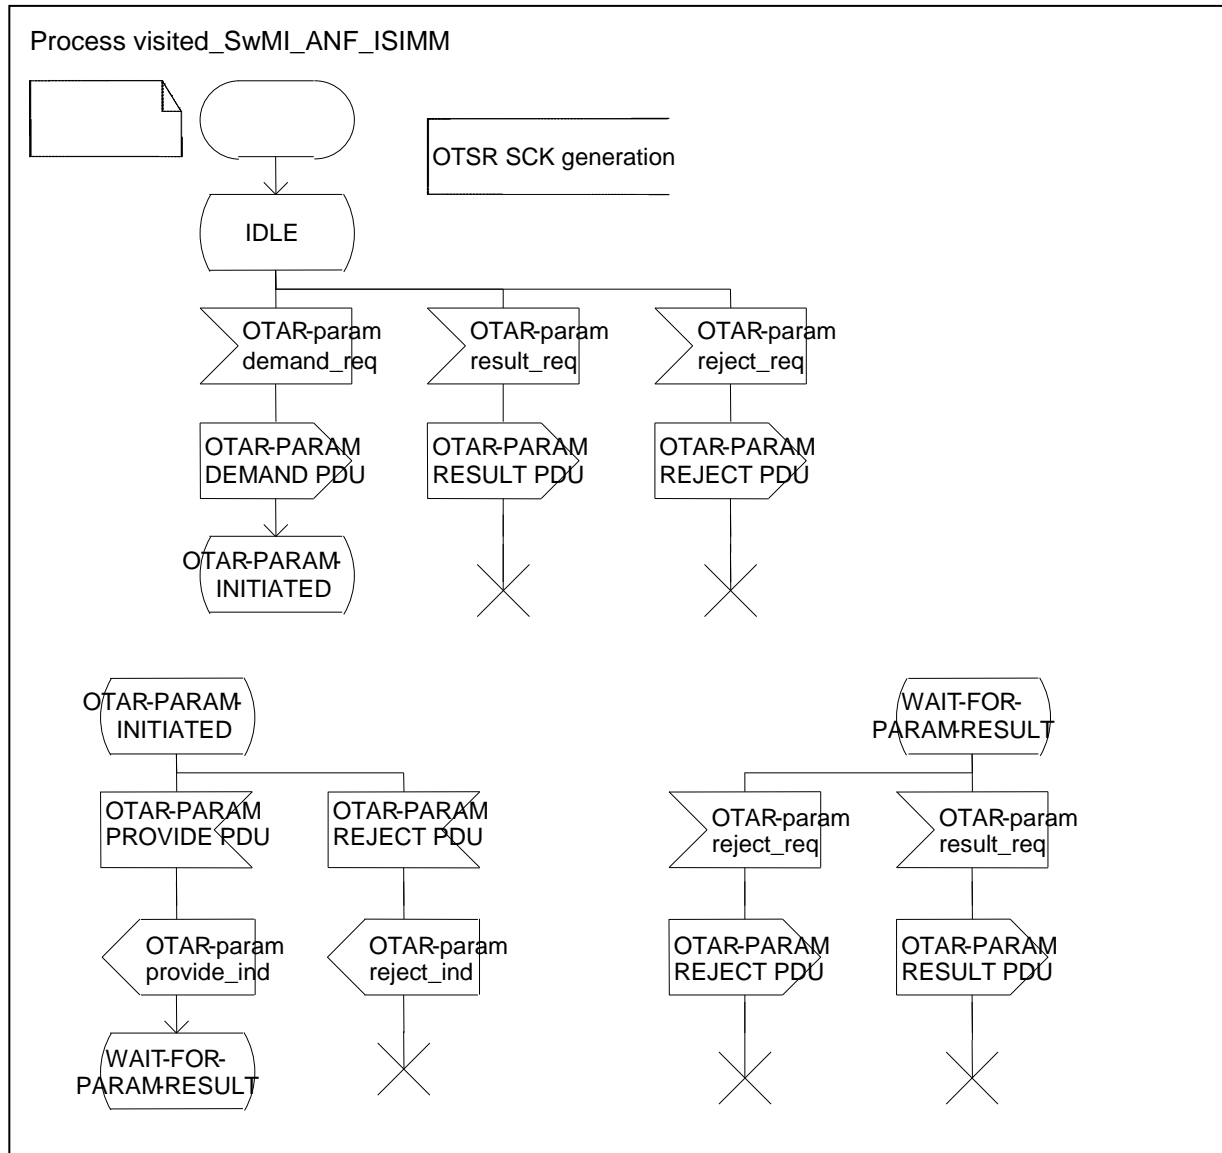 Process visited_SwMI_ANF_ISIMM
OTSR SCK generation
IDLE
OTAR-param
demand_req
OTAR-param
result_req
OTAR-param
reject_req
OTAR-PARAM
DEMAND PDU
OTAR-PARAM
RESULT PDU
OTAR-PARAM
REJECT PDU
OTAR-PARAM-
INITIATED
OTAR-PARAM-
INITIATED
WAIT-FOR-
PARAM-RESULT
OTAR-PARAM
PROVIDE PDU
OTAR-PARAM
REJECT PDU
OTAR-param
reject_req
OTAR-param
result_req
OTAR-param
provide_ind
OTAR-param
reject_ind
OTAR-PARAM
REJECT PDU
OTAR-PARAM
RESULT PDU
WAIT-FOR-
PARAM-RESULT